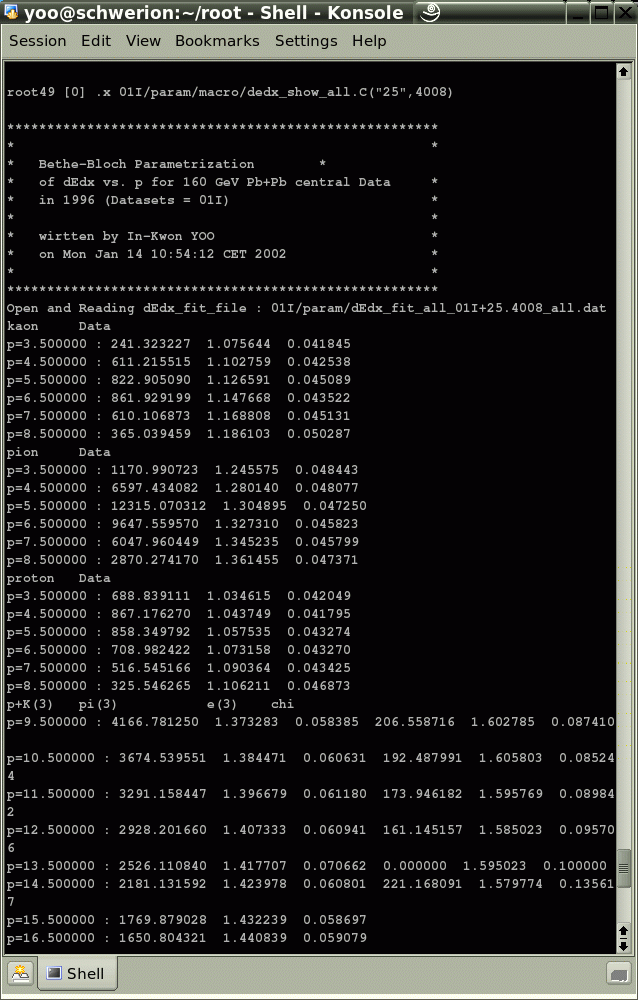 yoo@schwerion:~/root - Shell - Konsole
Session Edit View Bookmarks Settings Help
root49 [0] .x 01I/param/macro/dedx_show_all.C("25",4008)
******************************************************
*                                                    *
*   Bethe-Bloch Parametrization        *
*   of dEdx vs. p for 160 GeV Pb+Pb central Data     *
*   in 1996 (Datasets = 01I)                         *
*                                                    *
*   wirtten by In-Kwon YOO                           *
*   on Mon Jan 14 10:54:12 CET 2002                  *
*                                                    *
******************************************************
Open and Reading dEdx_fit_file : 01I/param/dEdx_fit_all_01I+25.4008_all.dat
kaon     Data
p=3.500000 : 241.323227  1.075644  0.041845
p=4.500000 : 611.215515  1.102759  0.042538
p=5.500000 : 822.905090  1.126591  0.045089
p=6.500000 : 861.929199  1.147668  0.043522
p=7.500000 : 610.106873  1.168808  0.045131
p=8.500000 : 365.039459  1.186103  0.050287
pion     Data
p=3.500000 : 1170.990723  1.245575  0.048443
p=4.500000 : 6597.434082  1.280140  0.048077
p=5.500000 : 12315.070312  1.304895  0.047250
p=6.500000 : 9647.559570  1.327310  0.045823
p=7.500000 : 6047.960449  1.345235  0.045799
p=8.500000 : 2870.274170  1.361455  0.047371
proton   Data
p=3.500000 : 688.839111  1.034615  0.042049
p=4.500000 : 867.176270  1.043749  0.041795
p=5.500000 : 858.349792  1.057535  0.043274
p=6.500000 : 708.982422  1.073158  0.043270
p=7.500000 : 516.545166  1.090364  0.043425
p=8.500000 : 325.546265  1.106211  0.046873
p+K(3)   pi(3)           e(3)    chi
p=9.500000 : 4166.781250  1.373283  0.058385  206.558716  1.602785  0.087410
p=10.500000 : 3674.539551  1.384471  0.060631  192.487991  1.605803  0.08524
4
p=11.500000 : 3291.158447  1.396679  0.061180  173.946182  1.595769  0.08984
2
p=12.500000 : 2928.201660  1.407333  0.060941  161.145157  1.585023  0.09570
6
p=13.500000 : 2526.110840  1.417707  0.070662  0.000000  1.595023  0.100000
p=14.500000 : 2181.131592  1.423978  0.060801  221.168091  1.579774  0.13561
7
p=15.500000 : 1769.879028  1.432239  0.058697
p=16.500000 : 1650.804321  1.440839  0.059079
Shell